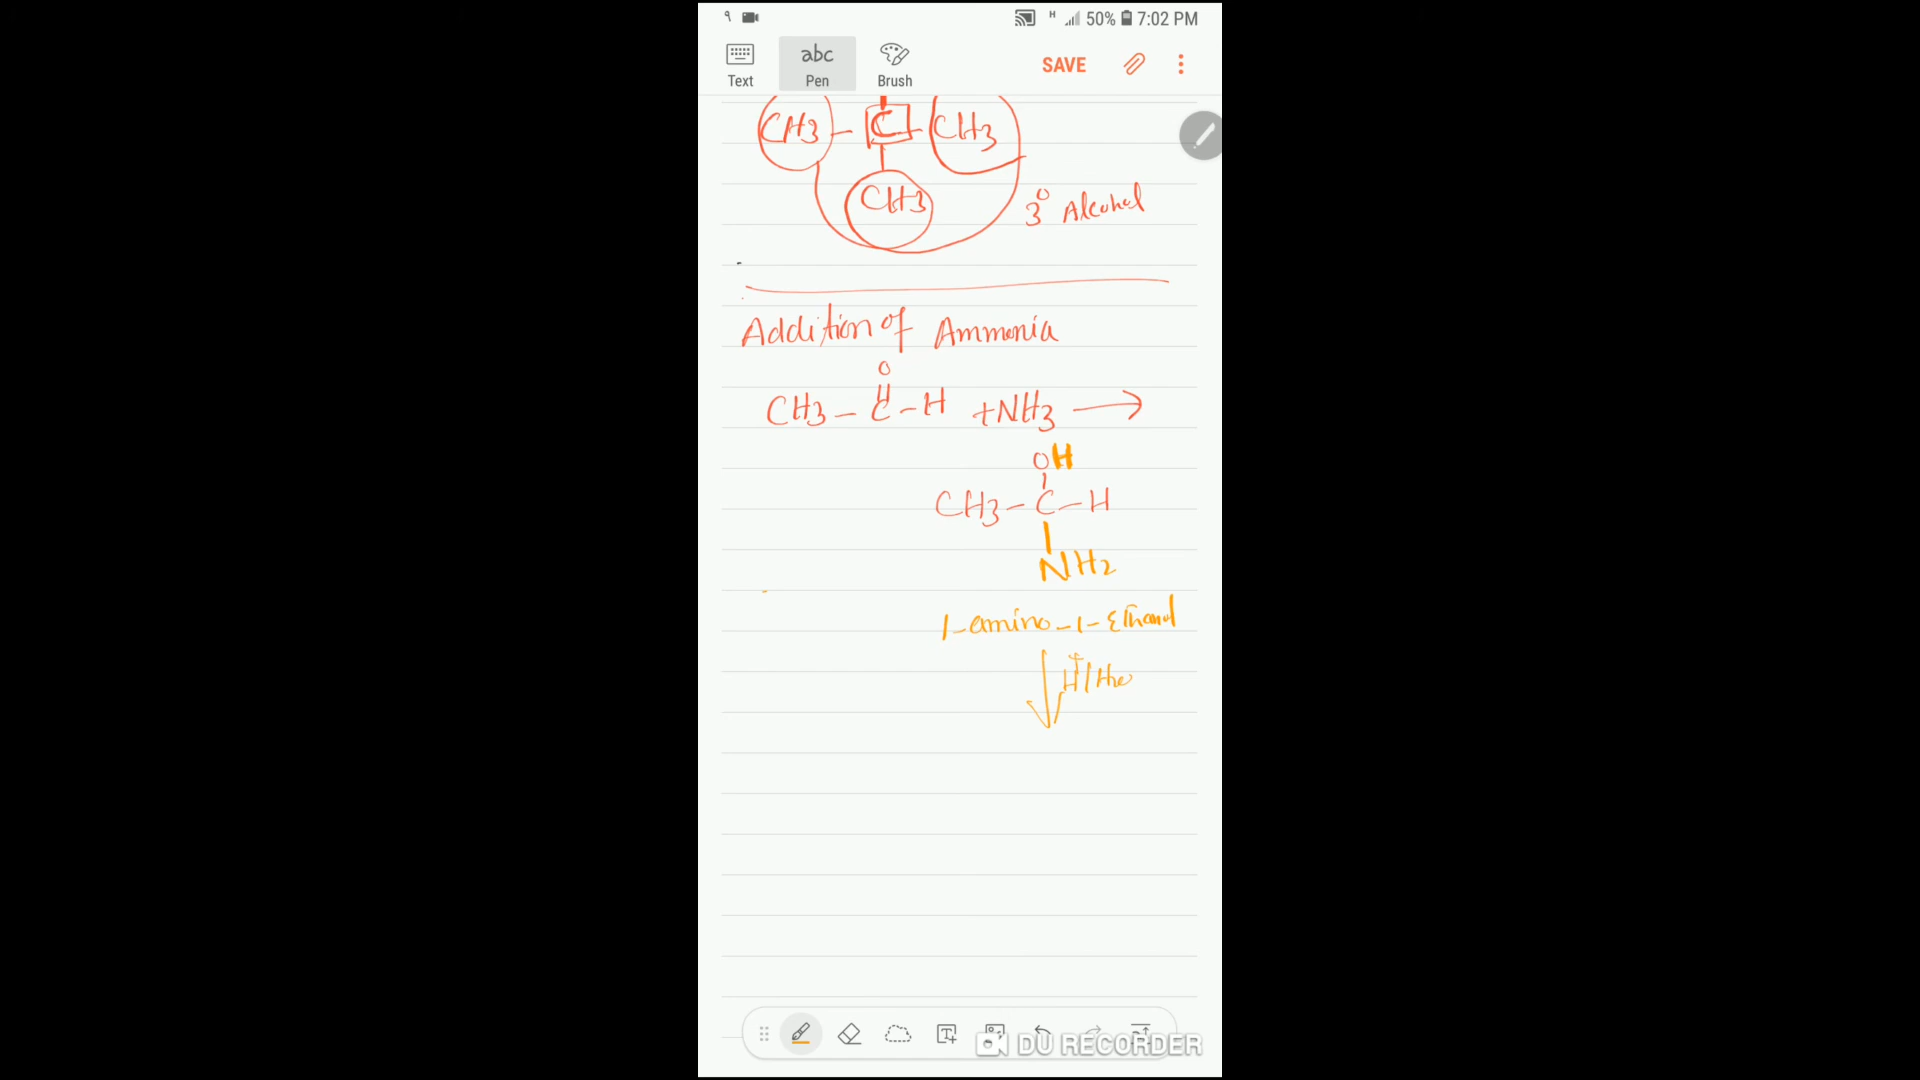 50% 7:02 PM
Text
abc
Pen
Brush
SAVE
CH3 - C - CH3
CH3
3° Alcohol
Addition of Ammonia
O
CH3 - C - H + NH3 →
OH
CH3 - C - H
NH2
1-amino-1-Ethanol
H+/
DU RECORDER